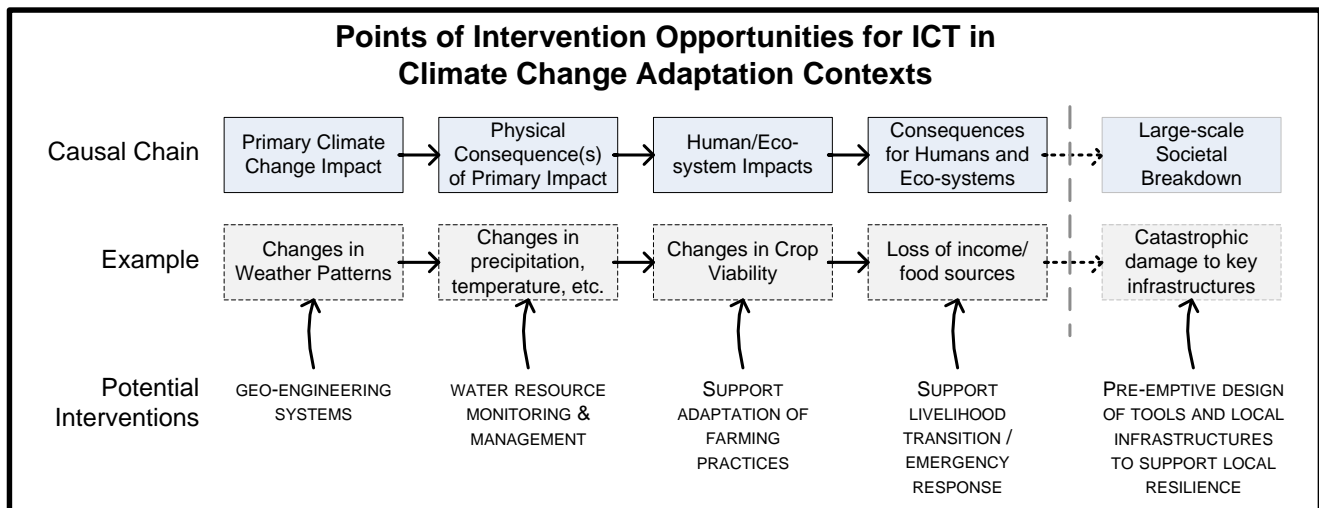 Points of Intervention Opportunities for ICT in
Climate Change Adaptation Contexts
Causal Chain
Primary Climate
Change Impact
Physical
Consequence(s)
of Primary Impact
Human/Eco-
system Impacts
Consequences
for Humans and
Eco-systems
Large-scale
Societal
Breakdown
Example
Changes in
Weather Patterns
Changes in
precipitation,
temperature, etc.
Changes in Crop
Viability
Loss of income/
food sources
Catastrophic
damage to key
infrastructures
Potential
Interventions
GEO-ENGINEERING
SYSTEMS
WATER RESOURCE
MONITORING &
MANAGEMENT
SUPPORT
ADAPTATION OF
FARMING
PRACTICES
SUPPORT
LIVELIHOOD
TRANSITION /
EMERGENCY
RESPONSE
PRE-EMPTIVE DESIGN
OF TOOLS AND LOCAL
INFRASTRUCTURES
TO SUPPORT LOCAL
RESILIENCE